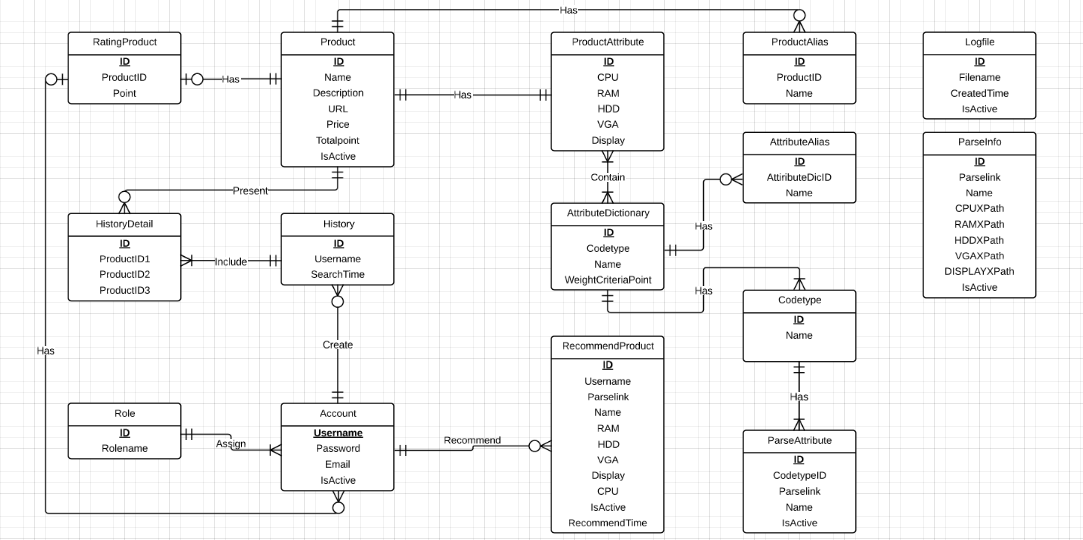 Has
RatingProduct
ID
ProductID
Point
Has
Product
ID
Name
Description
URL
Price
Totalpoint
IsActive
Has
ProductAttribute
ID
CPU
RAM
HDD
VGA
Display
ProductAlias
ID
ProductID
Name
Logfile
ID
Filename
CreatedTime
IsActive
AttributeAlias
ID
AttiributeDicID
Name
ParseInfo
ID
Parselink
Name
CPUXPath
RAMXPath
HDDXPath
VGAXPath
DISPLAYXPath
IsActive
Contain
Present
HistoryDetail
ID
ProductID1
ProductID2
ProductID3
Include
History
ID
Username
SearchTime
AttributeDictionary
ID
Codetype
Name
WeightCriteriaPoint
Has
Has
Codetype
ID
Name
Create
Has
RecommendProduct
ID
Username
Parselink
Name
RAM
HDD
VGA
Display
CPU
IsActive
RecommendTime
Has
Role
ID
Rolename
Assign
Account
Username
Password
Email
IsActive
Recommend
ParseAttribute
ID
CodetypeID
Parselink
Name
IsActive